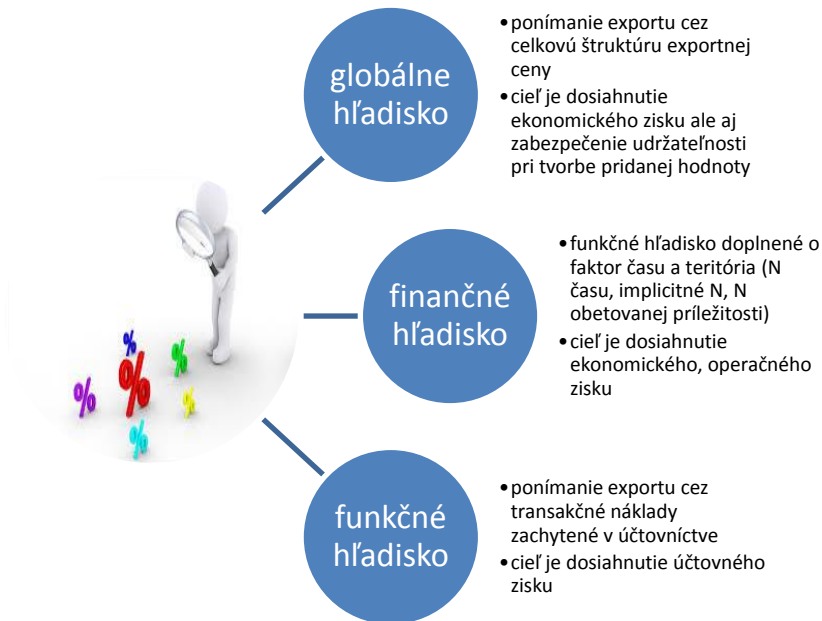 globálne
hľadisko
•ponímanie exportu cez
celkovú štruktúru exportnej
ceny
•cieľ je dosiahnutie
ekonomického zisku ale aj
zabezpečenie udržateľnosti
pri tvorbe pridanej hodnoty
finančné
hľadisko
•funkčné hľadisko doplnené o
faktor času a teritória (N
času, implicitné N, N
obetovanej príležitosti)
•cieľ je dosiahnutie
ekonomického, operačného
zisku
funkčné
hľadisko
•ponímanie exportu cez
transakčné náklady
zachytené v účtovníctve
•cieľ je dosiahnutie účtovného
zisku
%
%
%
%
%
%